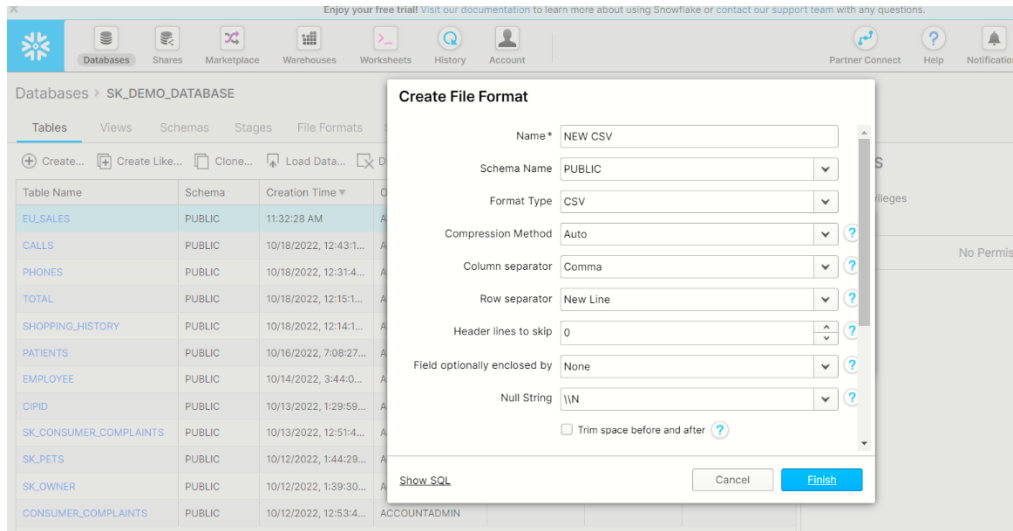 Enjoy your free trial! Visit our documentation to learn more about using Snowflake or contact our support team with any questions.
Databases Shares Marketplace Warehouses Worksheets History Account Partner Connect Help Notificatio
Databases > SK_DEMO_DATABASE
Tables Views Schemas Stages File Formats S
Create... Create Like... Clone... Load Data... D
Table Name Schema Creation Time O
EU_SALES PUBLIC 11:32:28 AM A
CALLS PUBLIC 10/18/2022, 12:43:1... A
PHONES PUBLIC 10/18/2022, 12:31:4... A
TOTAL PUBLIC 10/18/2022, 12:15:1... A
SHOPPING_HISTORY PUBLIC 10/18/2022, 12:14:1... A
PATIENTS PUBLIC 10/16/2022, 7:08:27... A
EMPLOYEE PUBLIC 10/14/2022, 3:44:0... A
CIPID PUBLIC 10/13/2022, 1:29:59... A
SK_CONSUMER_COMPLAINTS PUBLIC 10/13/2022, 12:51:4... A
SK_PETS PUBLIC 10/12/2022, 1:44:29... A
SK_OWNER PUBLIC 10/12/2022, 1:39:30... A
CONSUMER_COMPLAINTS PUBLIC 10/12/2022, 12:53:4... ACCOUNTADMIN
Create File Format
Name* NEW CSV
Schema Name PUBLIC
Format Type CSV
Compression Method Auto ?
Column separator Comma ?
Row separator New Line ?
Header lines to skip 0 ?
Field optionally enclosed by None ?
Null String \\N ?
Trim space before and after ?
Show SQL Cancel Finish
S
ileges
No Permis